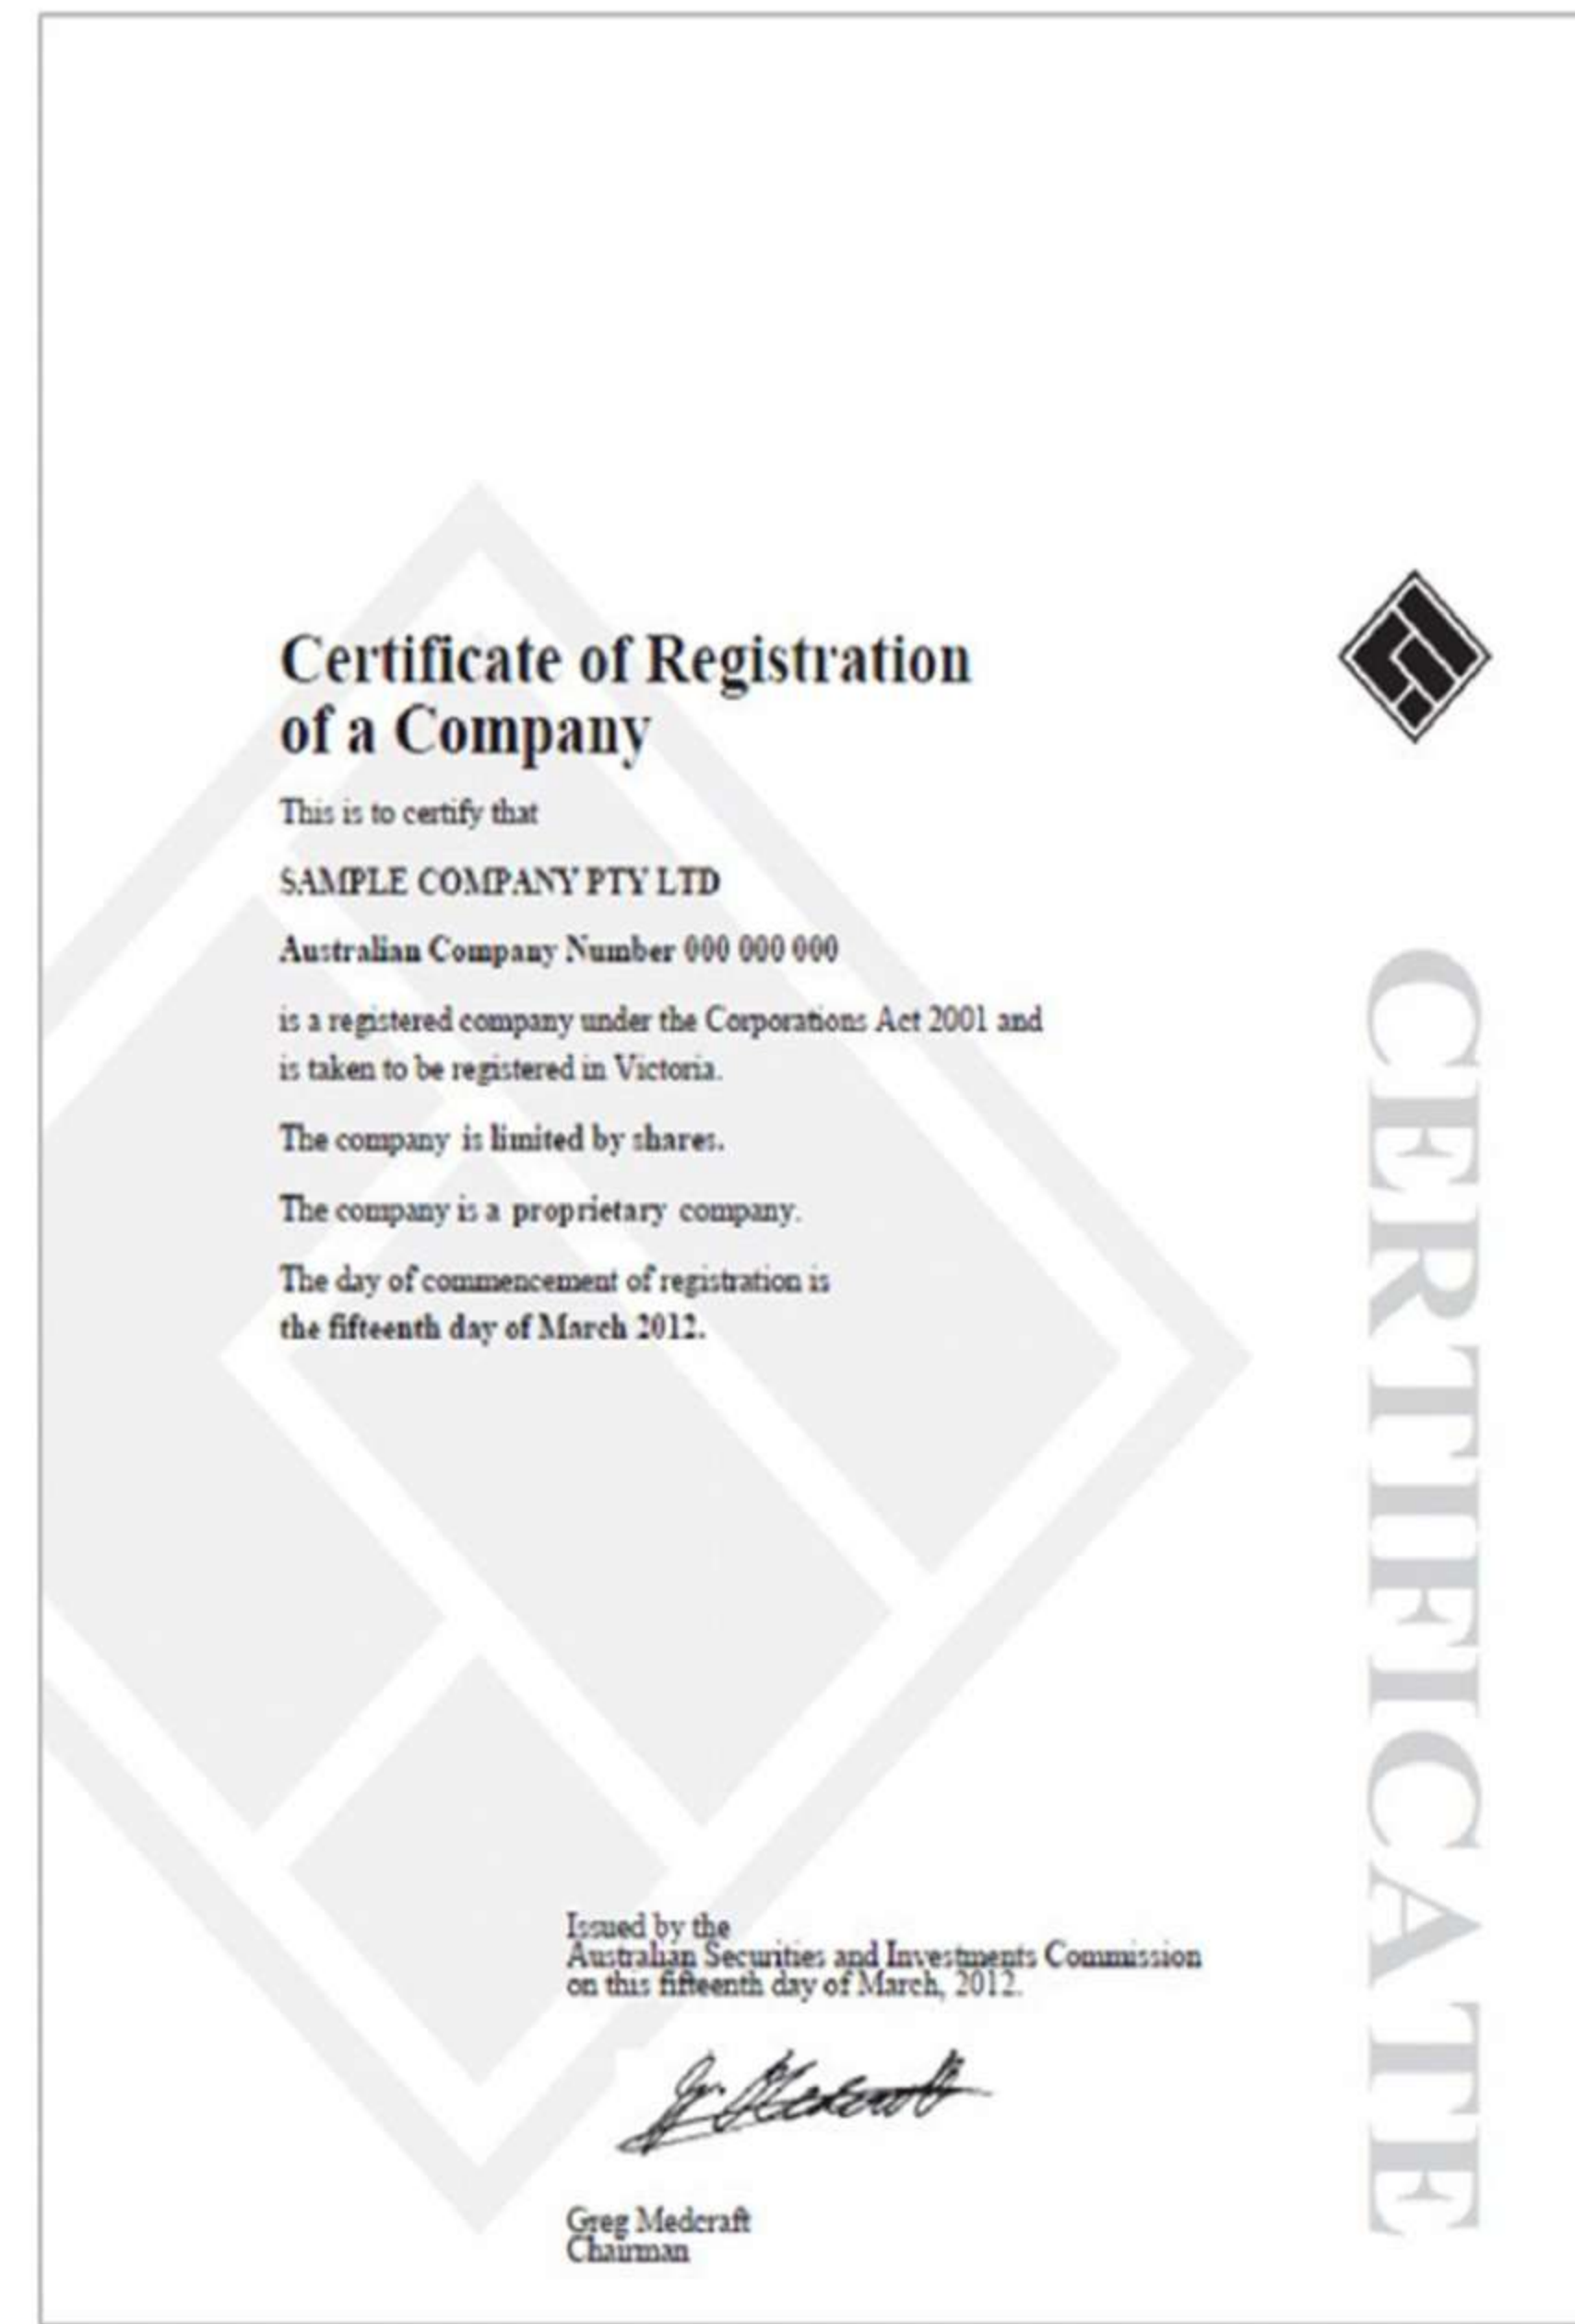 Certificate of Registration
of a Company
This is to certify that
SAMPLE COMPANY PTY LTD
Australian Company Number 000 000 000
is a registered company under the Corporations Act 2001 and
is taken to be registered in Victoria.
The company is limited by shares.
The company is a proprietary company.
The day of commencement of registration is
the fifteenth day of March 2012.
CERTIFICATE
Issued by the
Australian Securities and Investments Commission
on this fifteenth day of March, 2012.
Greg Medcraft
Chairman